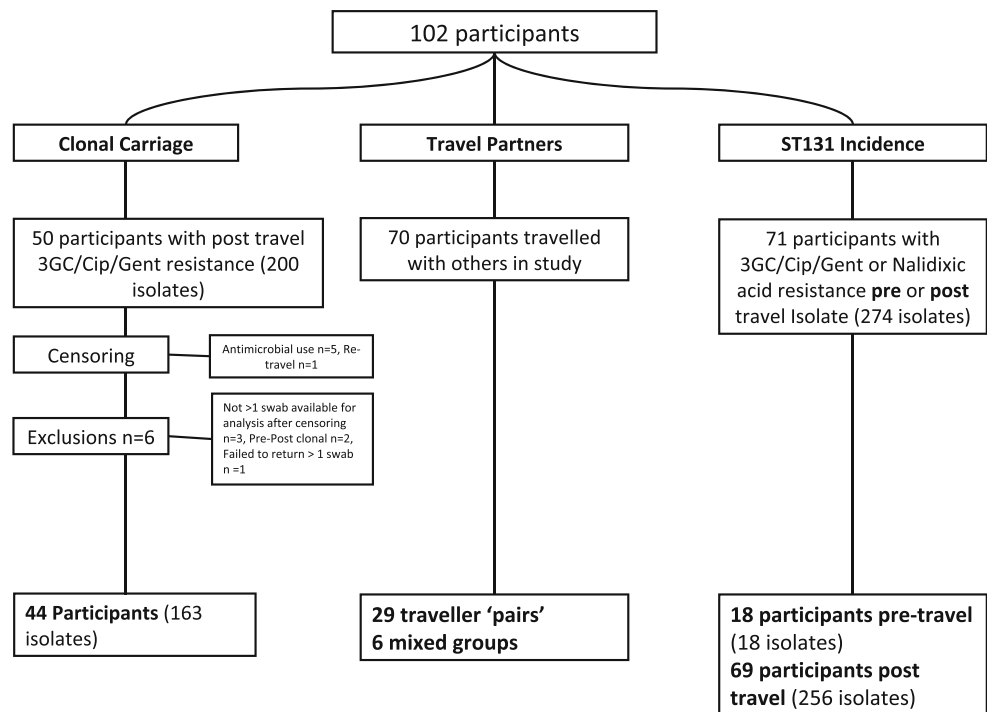 102 participants
Clonal Carriage
50 participants with post travel
3GC/Cip/Gent resistance (200
isolates)
Censoring
Antimicrobial use n=5, Re-
travel n=1
Exclusions n=6
Not >1 swab available for
analysis after censoring
n=3, Pre-Post clonal n=2,
Failed to return > 1 swab
n =1
44 Participants (163
isolates)
Travel Partners
70 participants travelled
with others in study
29 traveller ‘pairs’
6 mixed groups
ST131 Incidence
71 participants with
3GC/Cip/Gent or Nalidixic
acid resistance pre or post
travel Isolate (274 isolates)
18 participants pre-travel
(18 isolates)
69 participants post
travel (256 isolates)